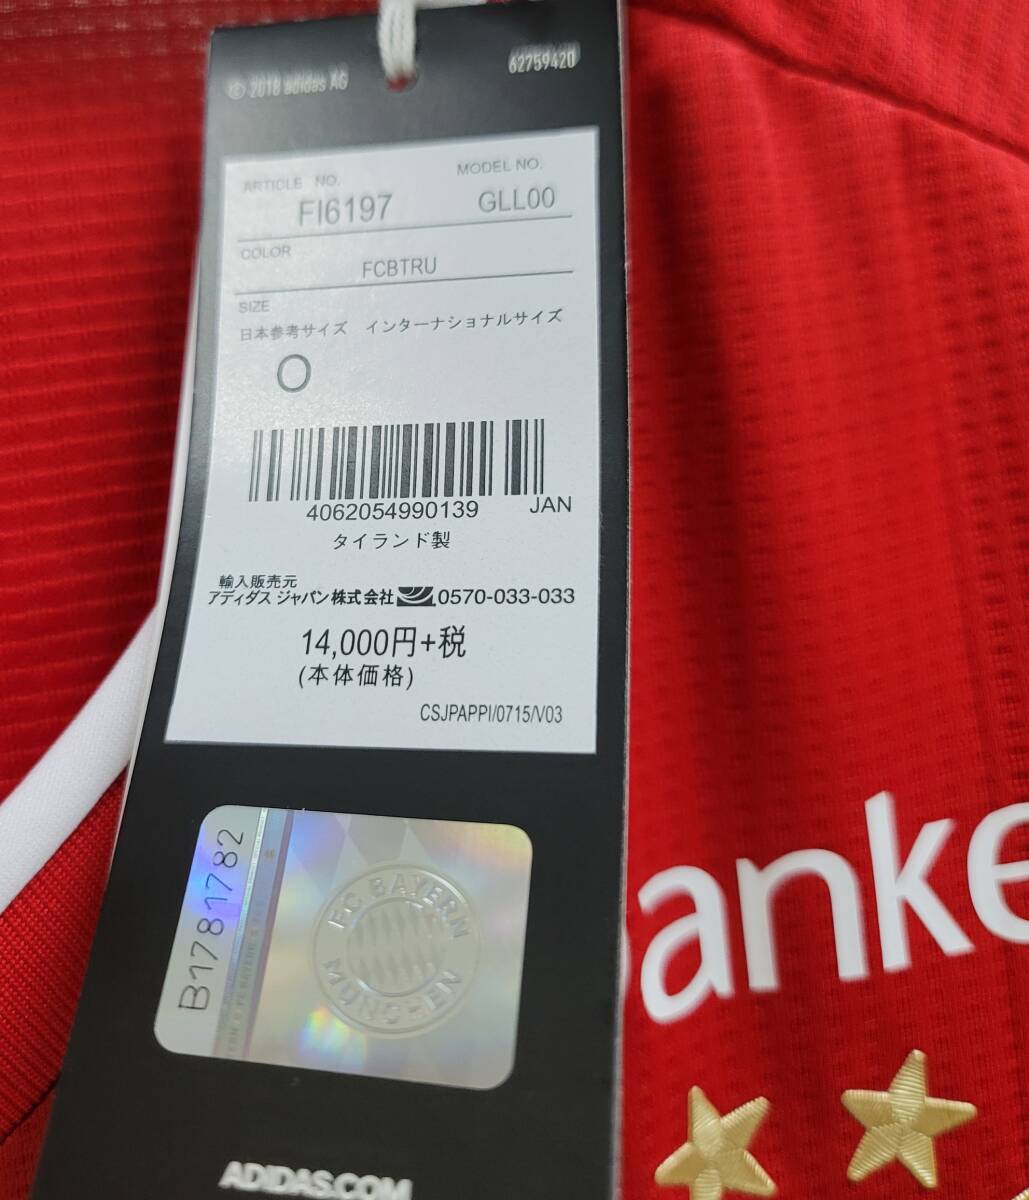 © 2018 adidas AG
62759420
ARTICLE NO.
MODEL NO.
FI6197
GLL00
COLOR
FCBTRU
SIZE
日本参考サイズ インターナショナルサイズ
O
4062054990139
JAN
タイランド製
輸入販売元
アディダス ジャパン株式会社 0570-033-033
14,000円+税
(本体価格)
CSJPAPPI/0715/V03
B1781782
FC BAYERN
MÜNCHEN
anke
ADIDAS.COM